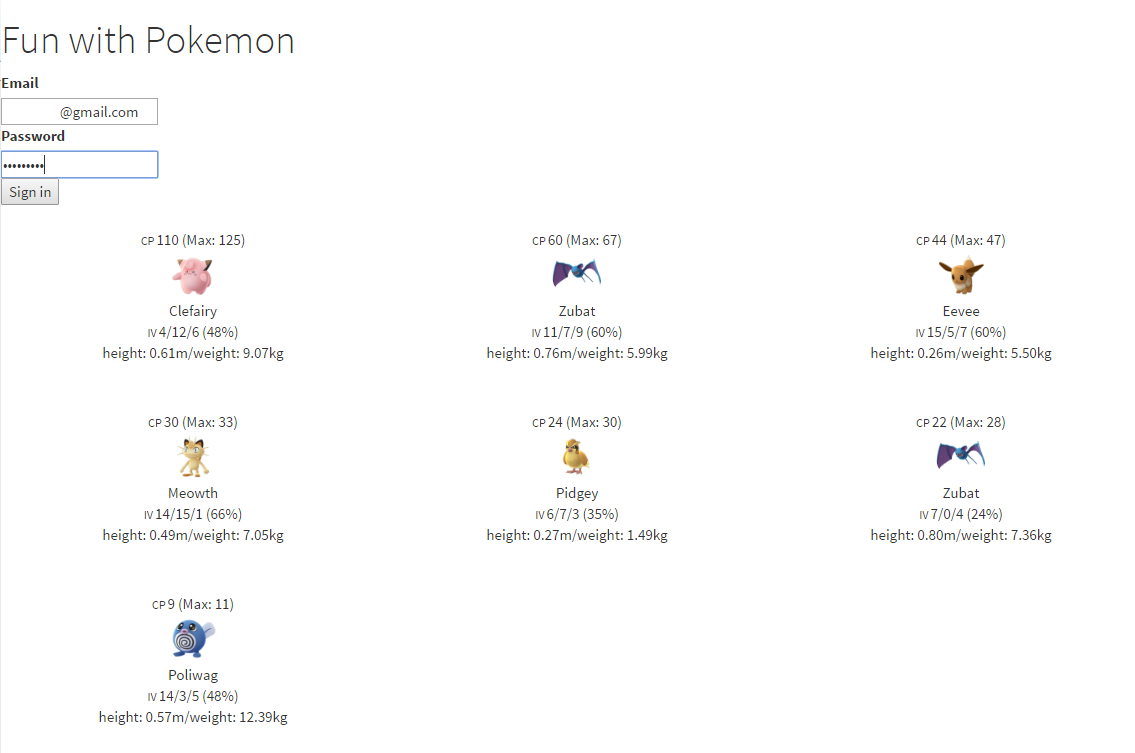 Fun with Pokemon
Email
@gmail.com
Password
•••••••••
Sign in
CP 110 (Max: 125)
Clefairy
IV 4/12/6 (48%)
height: 0.61m/weight: 9.07kg
CP 60 (Max: 67)
Zubat
IV 11/7/9 (60%)
height: 0.76m/weight: 5.99kg
CP 44 (Max: 47)
Eevee
IV 15/5/7 (60%)
height: 0.26m/weight: 5.50kg
CP 30 (Max: 33)
Meowth
IV 14/15/1 (66%)
height: 0.49m/weight: 7.05kg
CP 24 (Max: 30)
Pidgey
IV 6/7/3 (35%)
height: 0.27m/weight: 1.49kg
CP 22 (Max: 28)
Zubat
IV 7/0/4 (24%)
height: 0.80m/weight: 7.36kg
CP 9 (Max: 11)
Poliwag
IV 14/3/5 (48%)
height: 0.57m/weight: 12.39kg